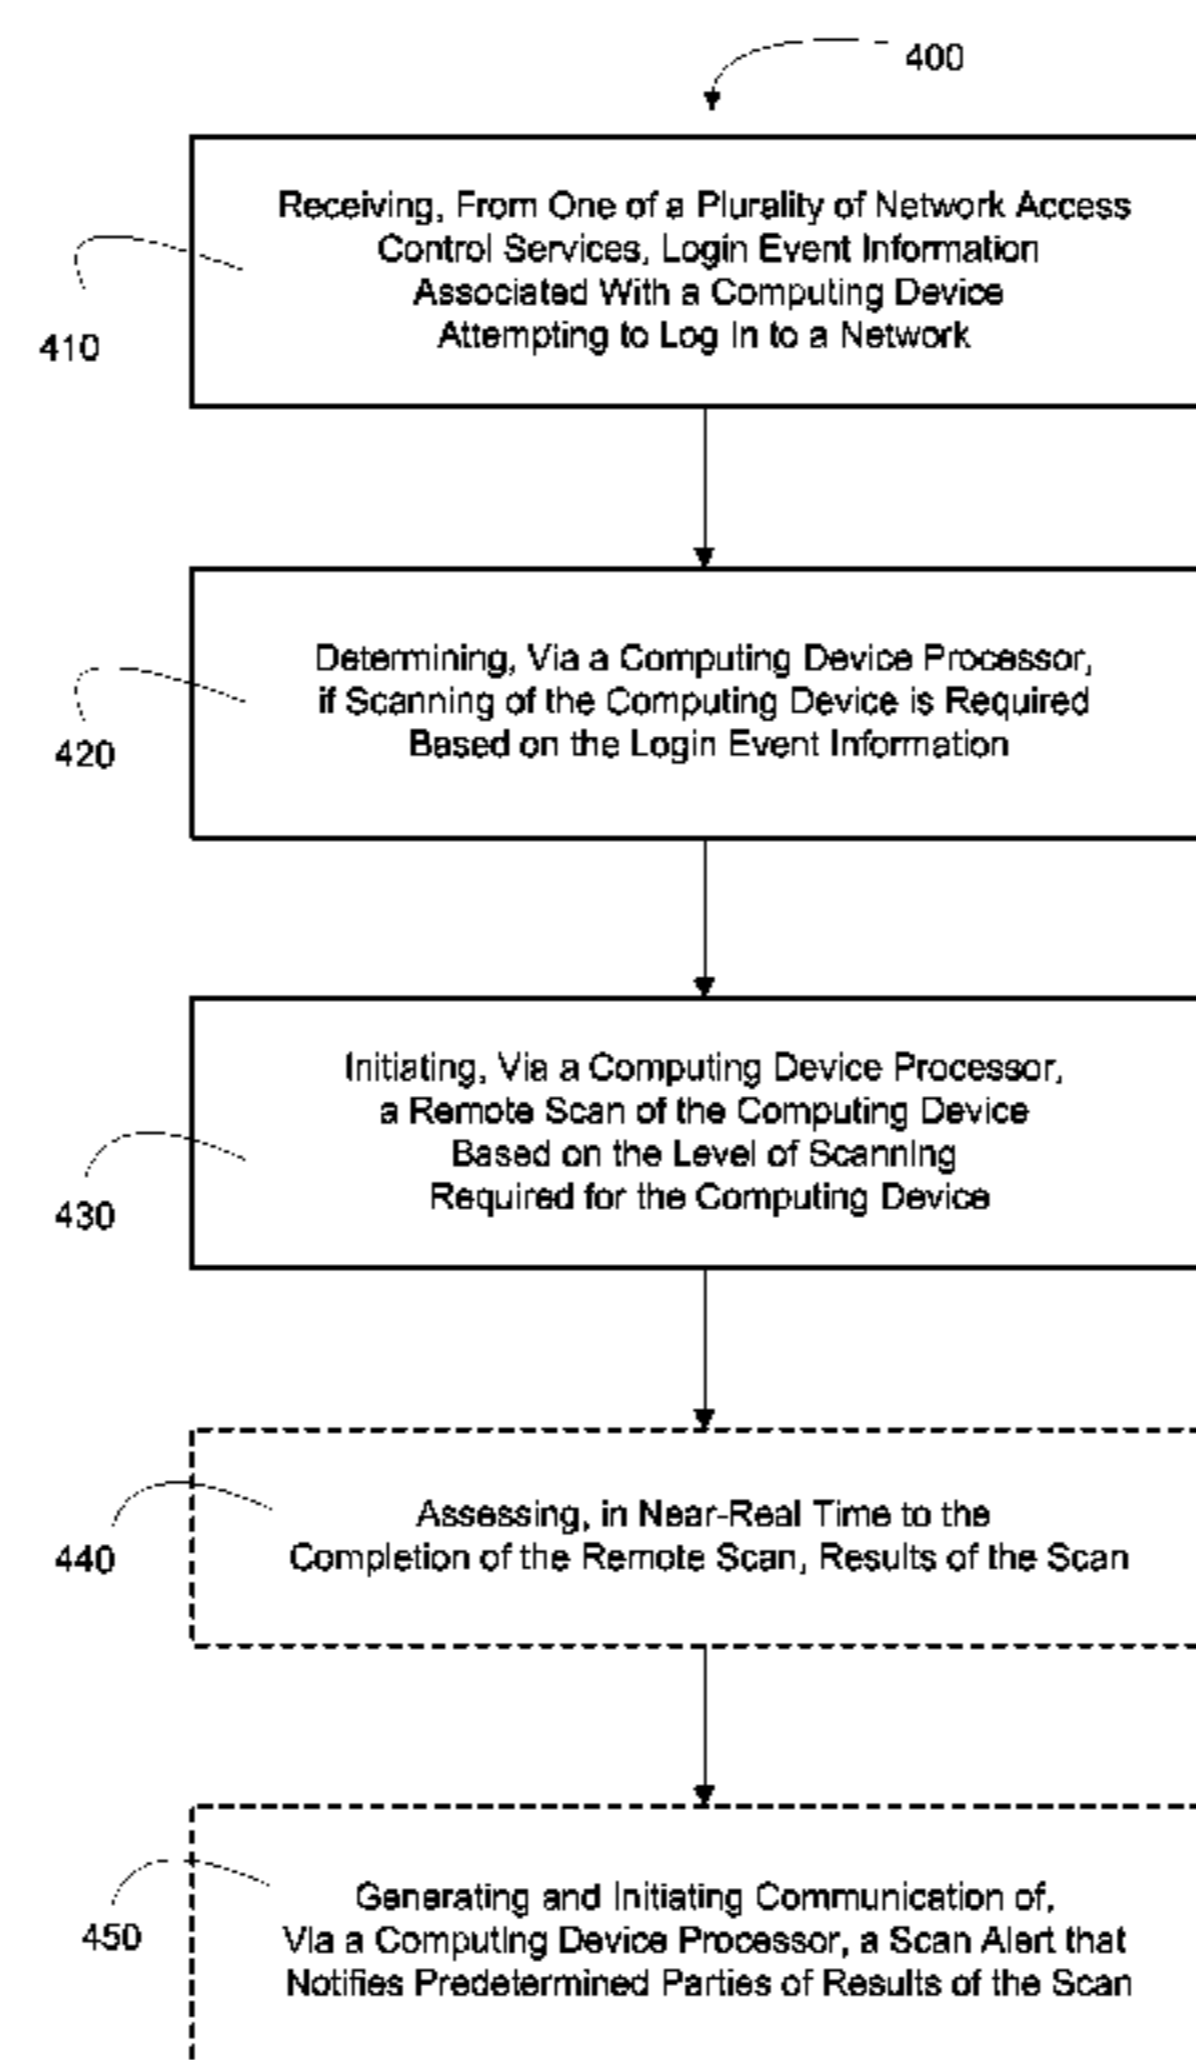 400
Receiving, From One of a Plurality of Network Access
Control Services, Login Event Information
Associated With a Computing Device
Attempting to Log In to a Network
410
Determining, Via a Computing Device Processor,
if Scanning of the Computing Device is Required
Based on the Login Event Information
420
Initiating, Via a Computing Device Processor,
a Remote Scan of the Computing Device
Based on the Level of Scanning
Required for the Computing Device
430
Assessing, in Near-Real Time to the
Completion of the Remote Scan, Results of the Scan
440
Generating and Initiating Communication of,
Via a Computing Device Processor, a Scan Alert that
Notifies Predetermined Parties of Results of the Scan
450